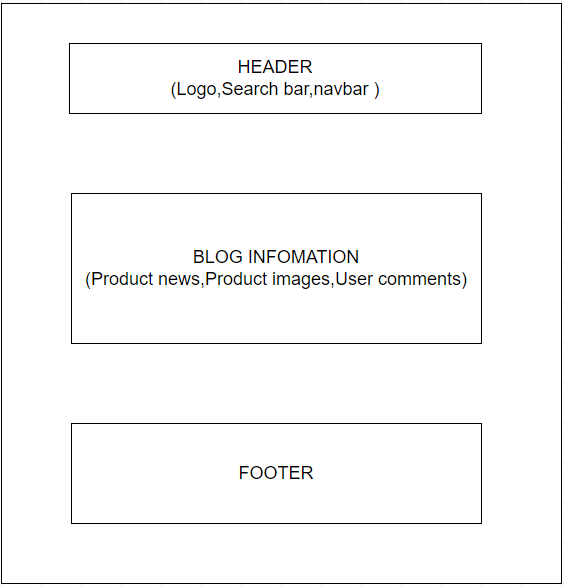 HEADER
(Logo,Search bar,navbar )
BLOG INFOMATION
(Product news,Product images,User comments)
FOOTER